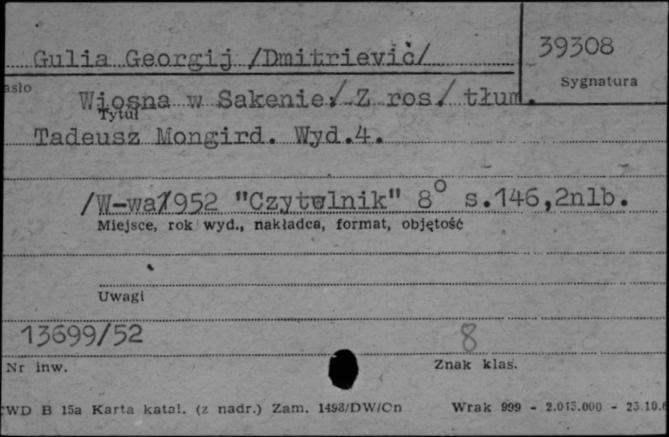 Gulia Georgij /Dmitrievič/
39308
Sygnatura
asło
Wiosna w Sakenie./ Z ros./ tłum.
Tytuł
Tadeusz Mongird. Wyd.4.
/W-wa/1952 "Czytelnik" 8° s.146,2nlb.
Miejsce, rok wyd., nakładca, format, objętość
Uwagi
13699/52
8
Nr inw.
Znak klas.
WD B 15a Karta katal. (z nadr.) Zam. 1493/DW/Cn
Wrak 999 - 2.015.000 - 25.10.